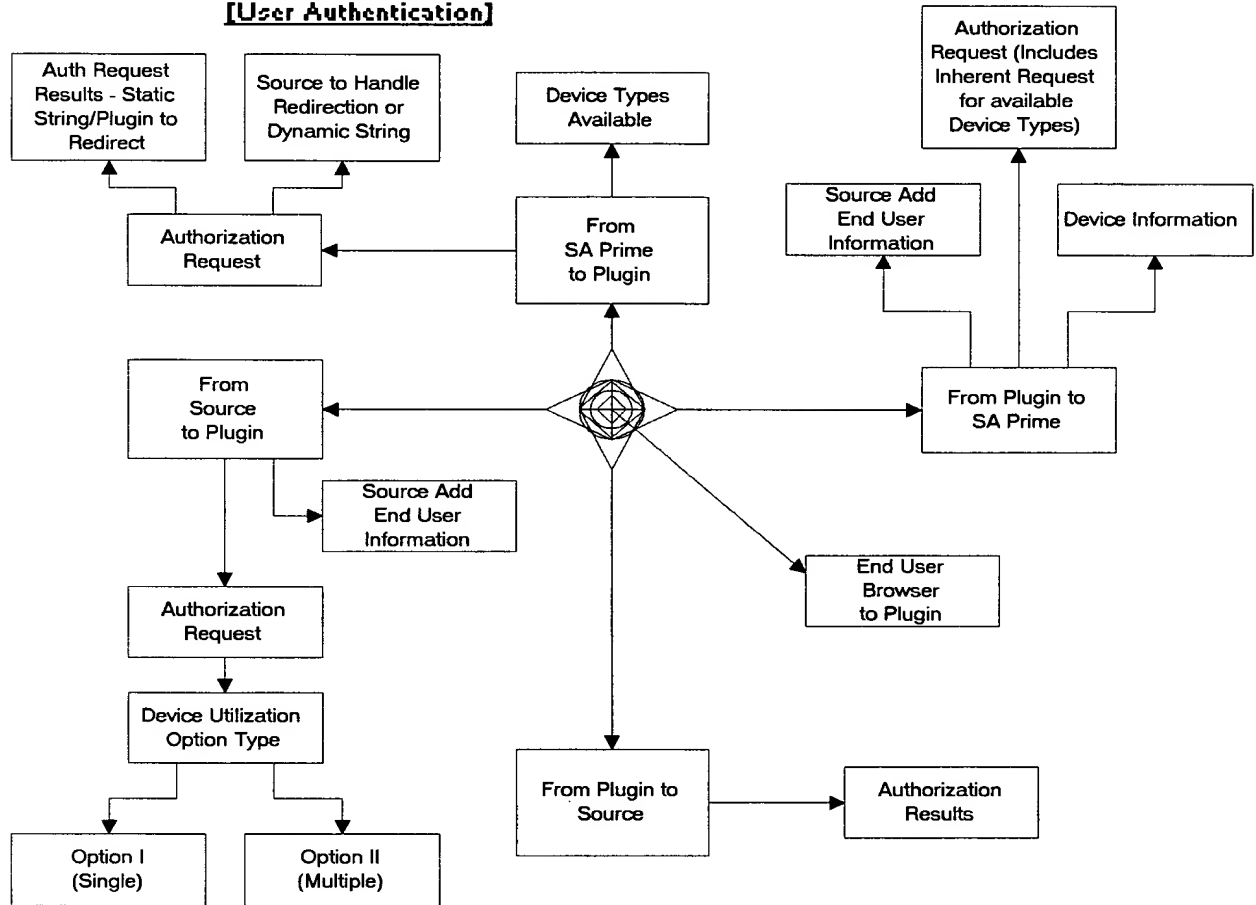 [User Authentication]
Auth Request
Results - Static
String/Plugin to
Redirect
Source to Handle
Redirection or
Dynamic String
Device Types
Available
Authorization
Request (Includes
Inherent Request
for available
Device Types)
Authorization
Request
From
SA Prime
to Plugin
Source Add
End User
Information
Device Information
From
Source
to Plugin
From Plugin to
SA Prime
Source Add
End User
Information
End User
Browser
to Plugin
Authorization
Request
Device Utilization
Option Type
From Plugin to
Source
Authorization
Results
Option I
(Single)
Option II
(Multiple)